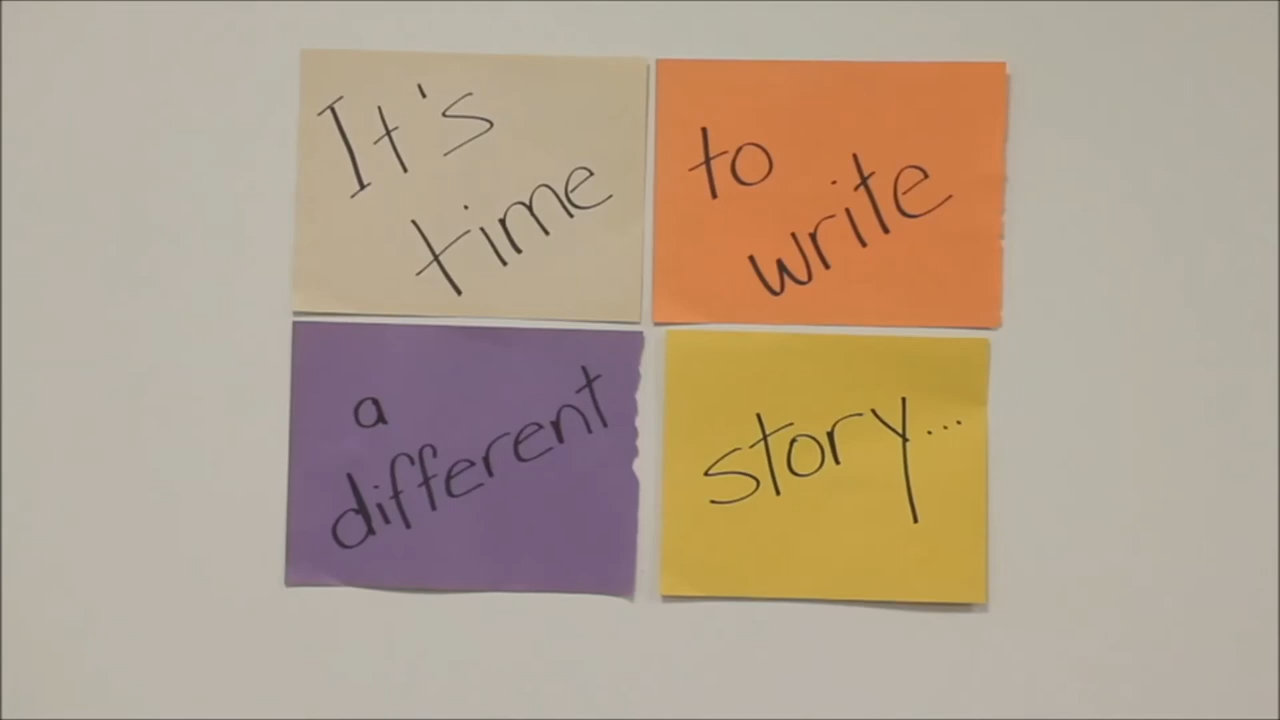 It's
time
to
write
a
different
story...